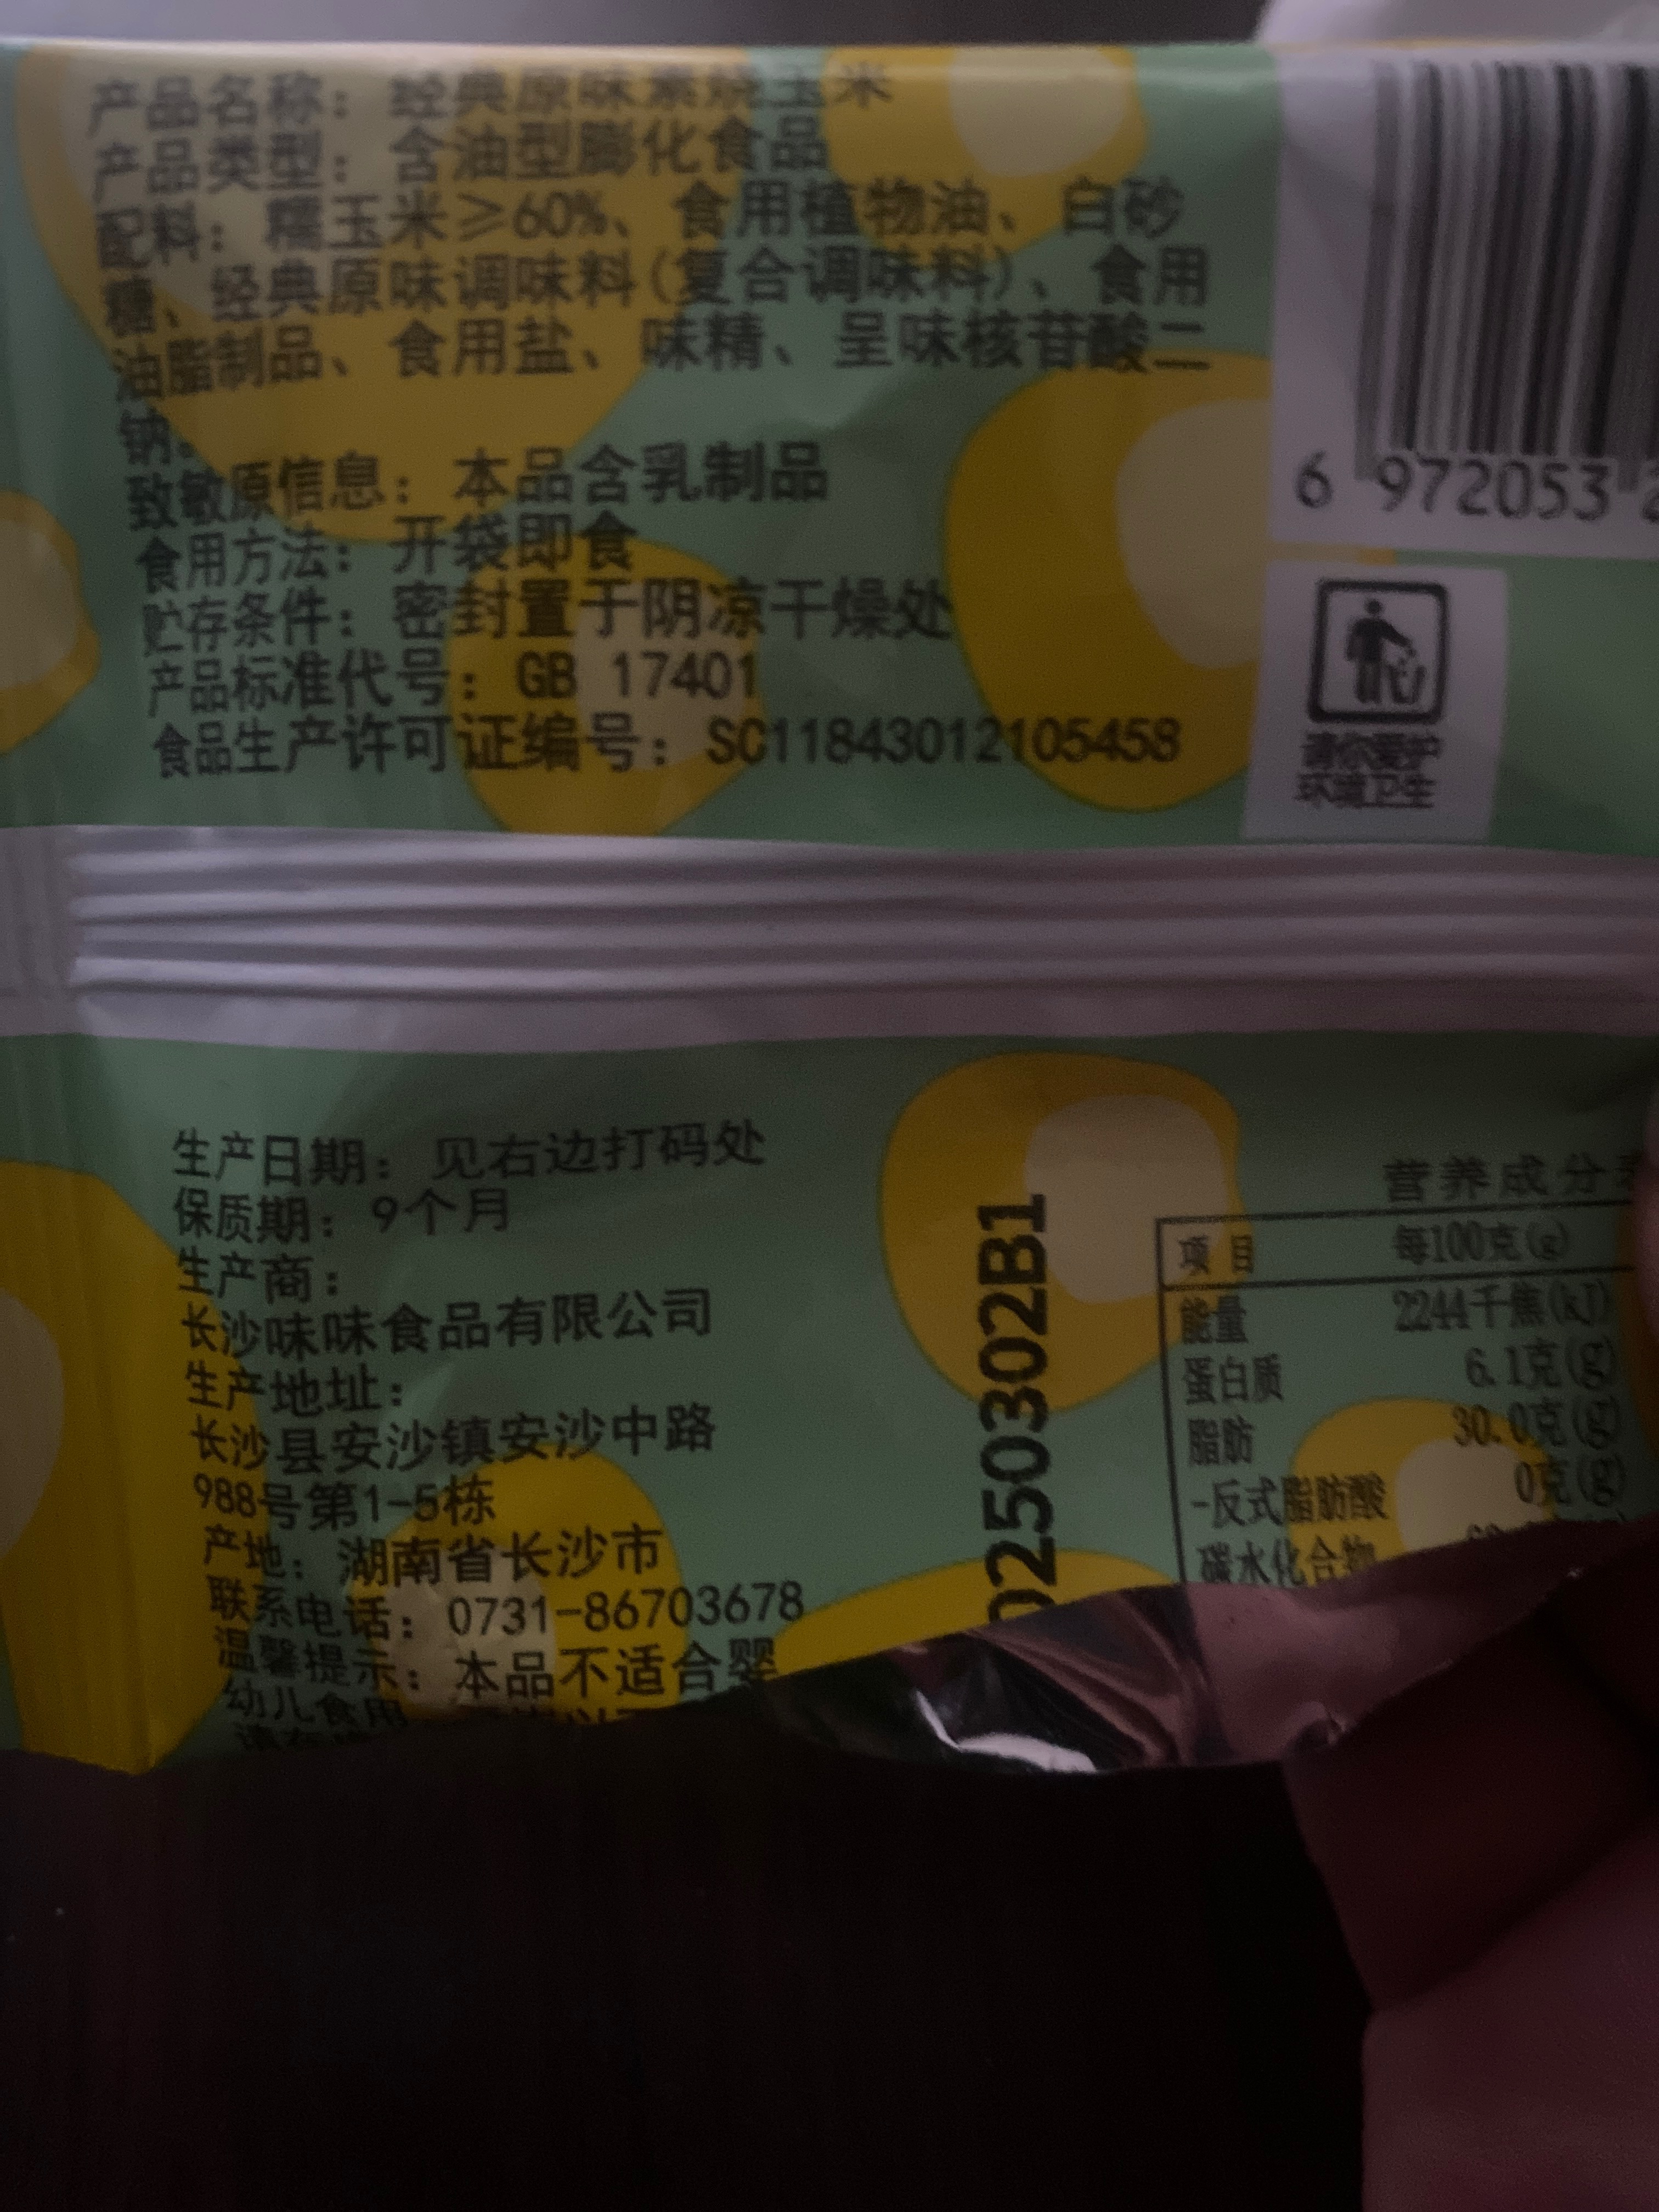 产品名称：经典原味素烧玉米
产品类型：含油型膨化食品
配料：糯玉米≥60%、食用植物油、白砂
糖、经典原味调味料(复合调味料)、食用
油脂制品、食用盐、味精、呈味核苷酸二
钠。
致敏原信息：本品含乳制品
食用方法：开袋即食
贮存条件：密封置于阴凉干燥处
产品标准代号：GB 17401
食品生产许可证编号：SC11843012105458
6 972053 2
请你爱护
环境卫生
生产日期：见右边打码处
保质期：9个月
生产商：
长沙味味食品有限公司
生产地址：
长沙县安沙镇安沙中路
988号第1-5栋
产地：湖南省长沙市
联系电话：0731-86703678
温馨提示：本品不适合婴
幼儿食用
0250302B1
营养成分表
项目 每100克(g)
能量 2244千焦(kJ)
蛋白质 6.1克(g)
脂肪 30.0克(g)
-反式脂肪酸 0克(g)
碳水化合物